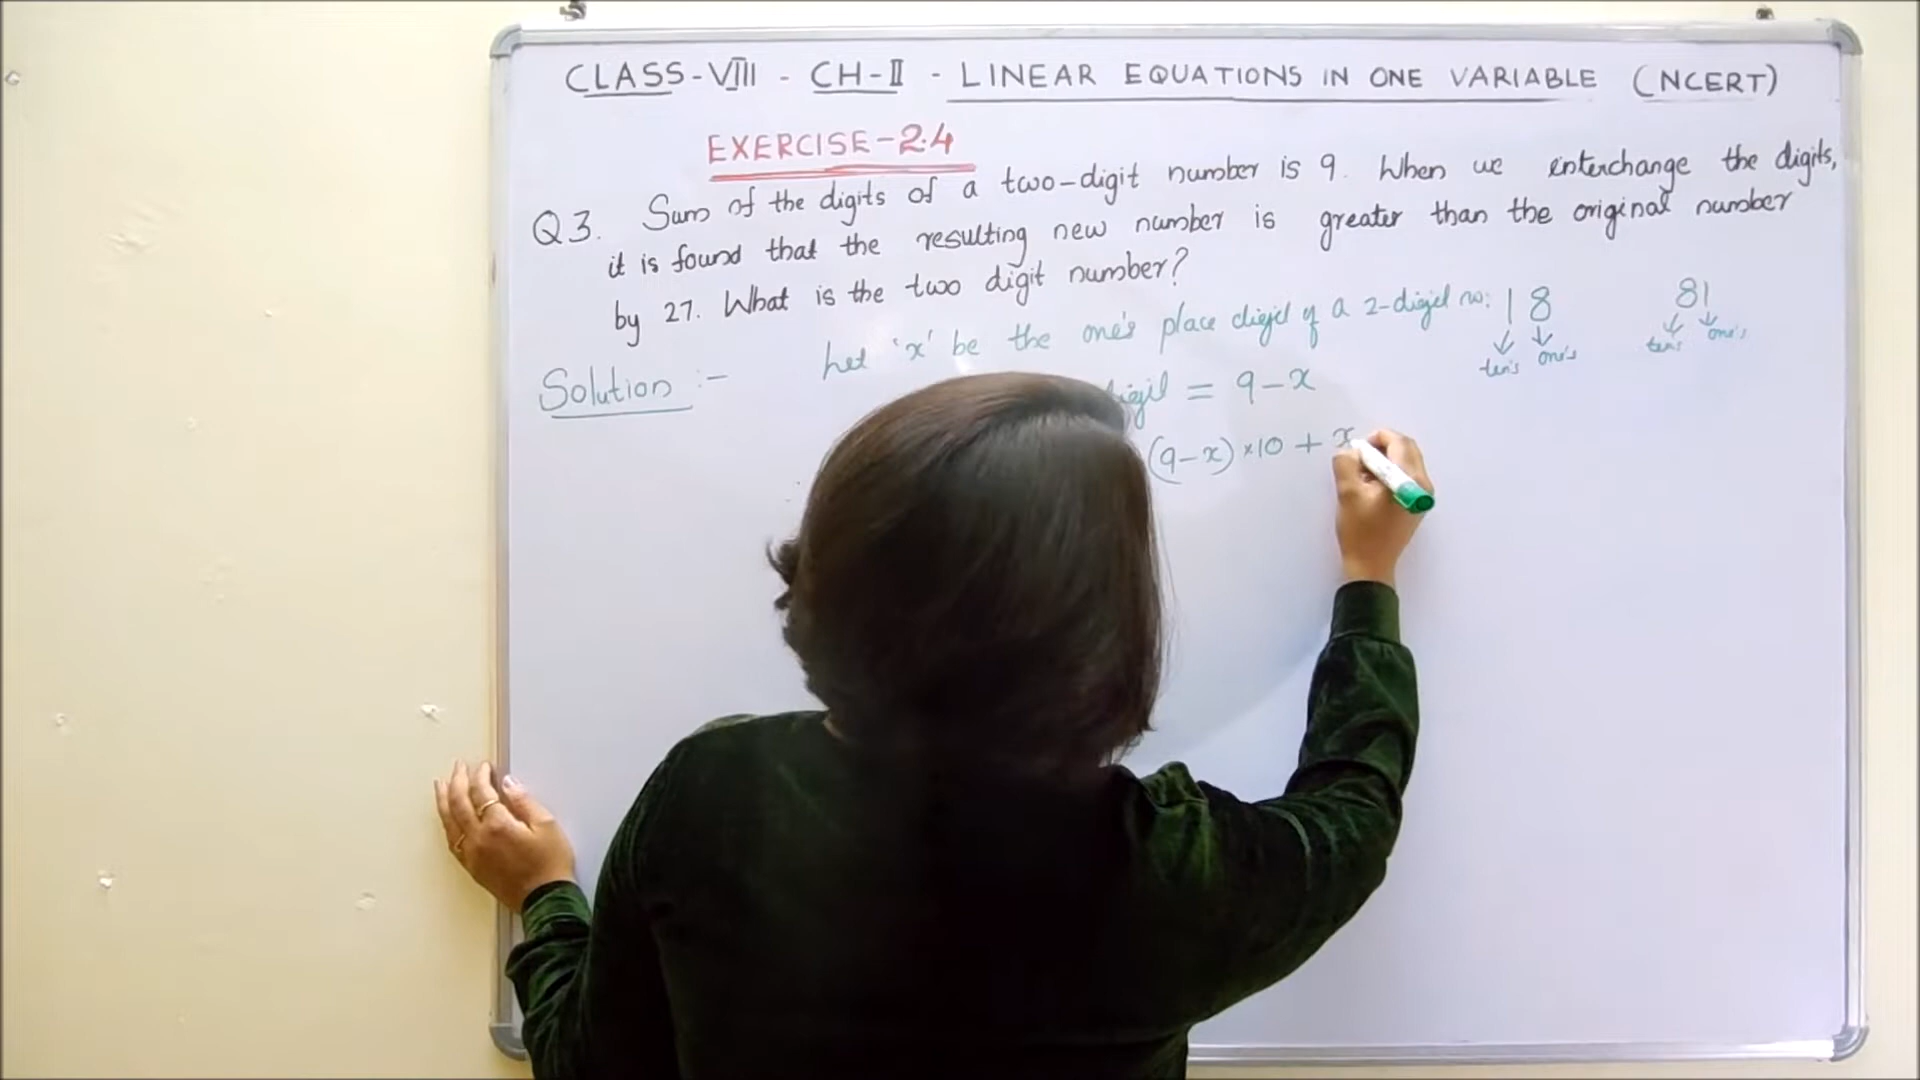 CLASS-VIII - CH-II - LINEAR EQUATIONS IN ONE VARIABLE (NCERT)
EXERCISE-2.4
Q3. Sum of the digits of a two-digit number is 9. When we interchange the digits,
it is found that the resulting new number is greater than the original number
by 27. What is the two digit number?
Solution :- Let 'x' be the one's place digit of a 2-digit no: 18 81
ten's one's ten's one's
digit = 9-x
(9-x)×10 + x